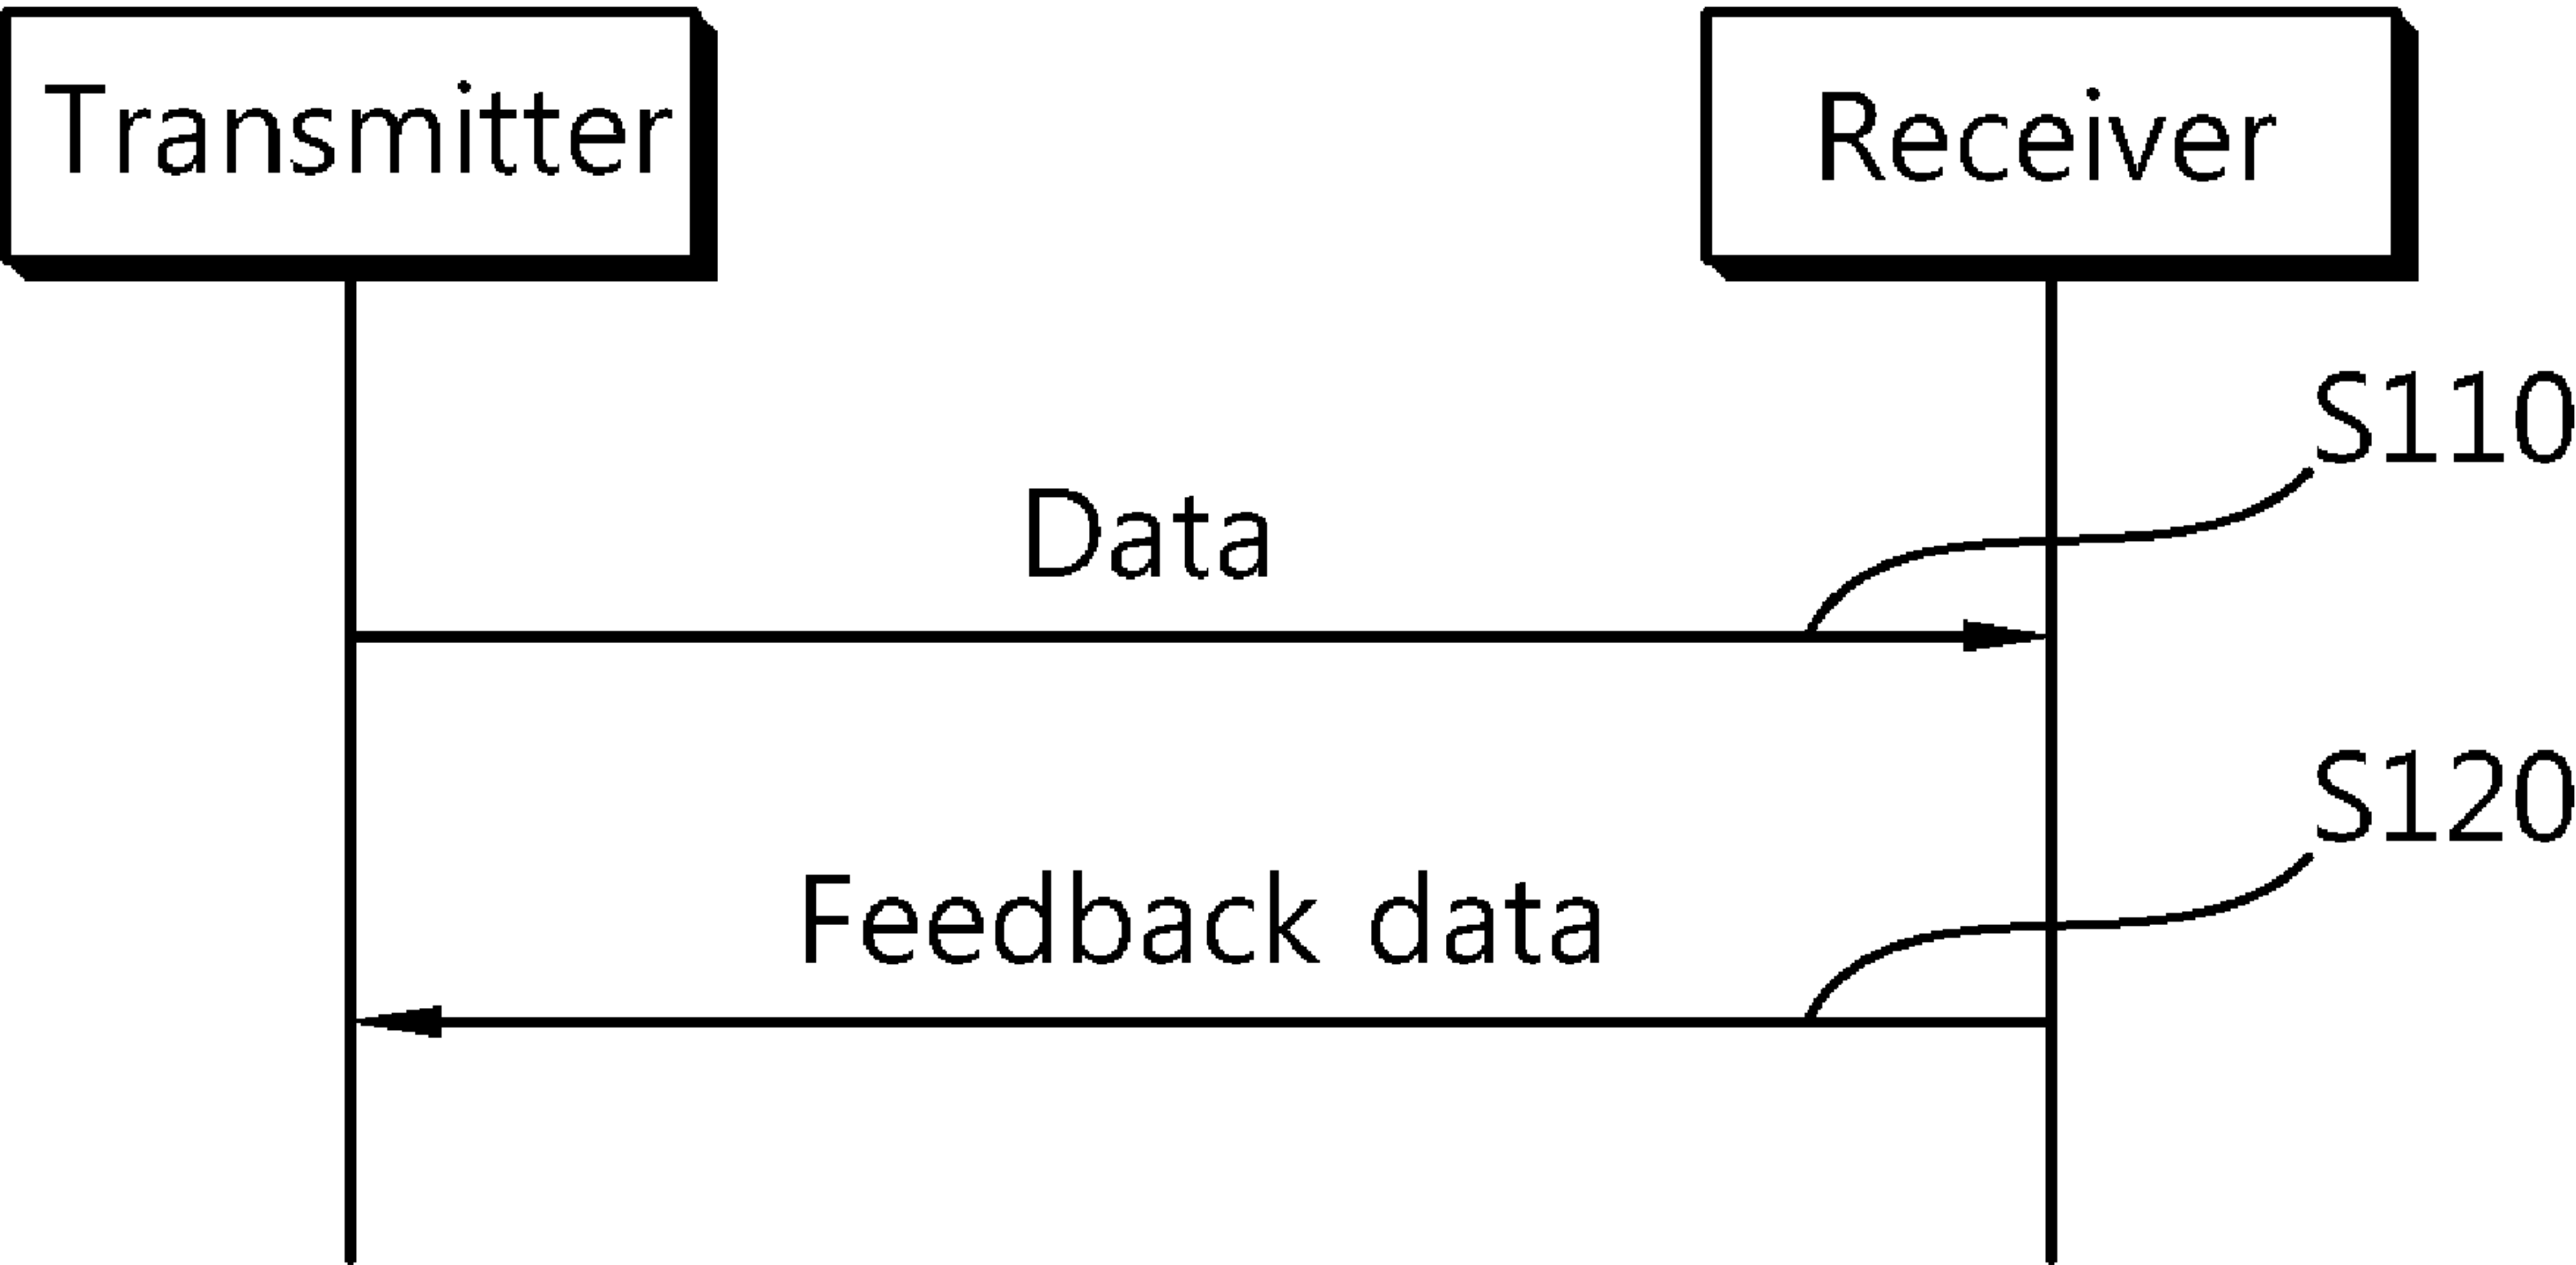 Transmitter
Receiver
S110
Data
S120
Feedback data